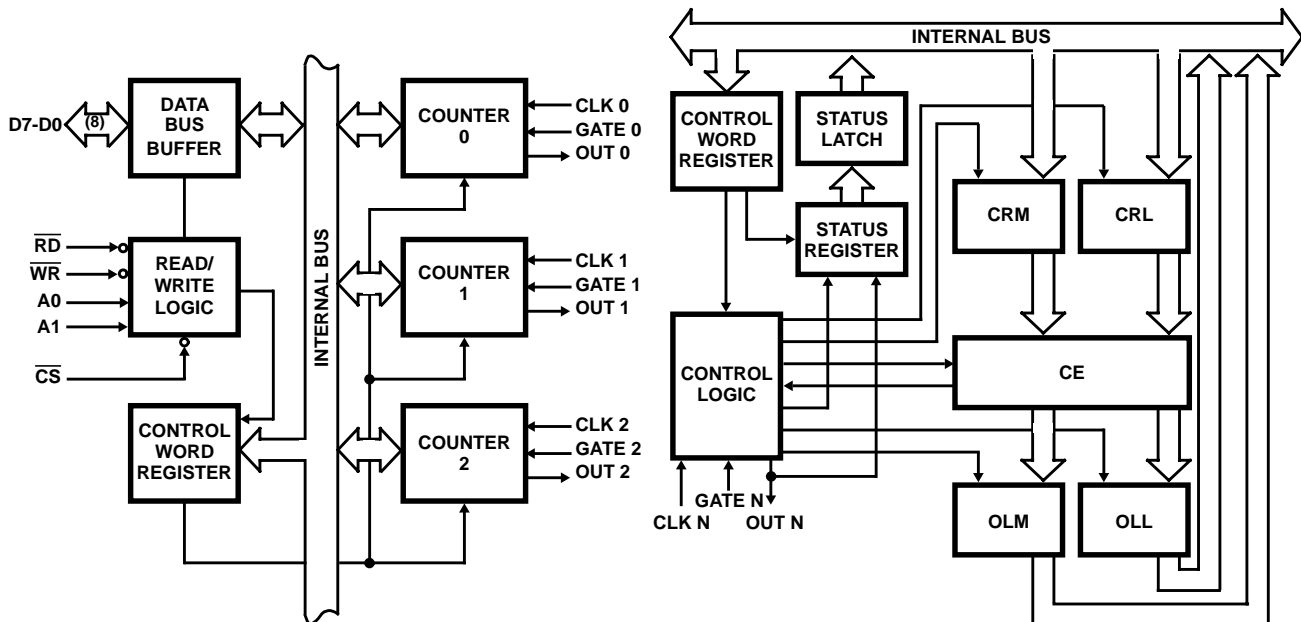 D7-D0
(8)
DATA
BUS
BUFFER
RD
WR
A0
A1
CS
READ/
WRITE
LOGIC
CONTROL
WORD
REGISTER
INTERNAL BUS
COUNTER
0
CLK 0
GATE 0
OUT 0
COUNTER
1
CLK 1
GATE 1
OUT 1
COUNTER
2
CLK 2
GATE 2
OUT 2
INTERNAL BUS
CONTROL
WORD
REGISTER
STATUS
LATCH
STATUS
REGISTER
CONTROL
LOGIC
CLK N
GATE N
OUT N
CRM
CRL
CE
OLM
OLL